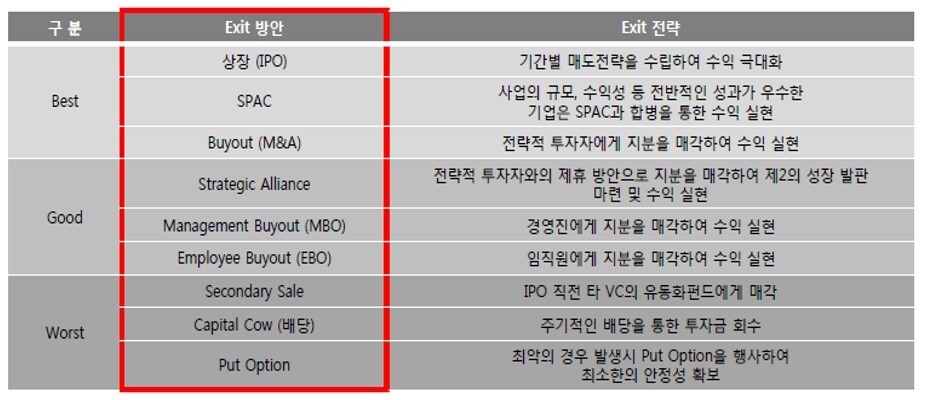 구 분 Exit 방안 Exit 전략
상장 (IPO) 기간별 매도전략을 수립하여 수익 극대화
Best SPAC 사업의 규모, 수익성 등 전반적인 성과가 우수한
기업은 SPAC과 합병을 통한 수익 실현
Buyout (M&A) 전략적 투자자에게 지분을 매각하여 수익 실현
Good Strategic Alliance 전략적 투자자와의 제휴 방안으로 지분을 매각하여 제2의 성장 발판
마련 및 수익 실현
Management Buyout (MBO) 경영진에게 지분을 매각하여 수익 실현
Employee Buyout (EBO) 임직원에게 지분을 매각하여 수익 실현
Worst Secondary Sale IPO 직전 타 VC의 유동화펀드에게 매각
Capital Cow (배당) 주기적인 배당을 통한 투자금 회수
Put Option 최악의 경우 발생시 Put Option을 행사하여
최소한의 안정성 확보